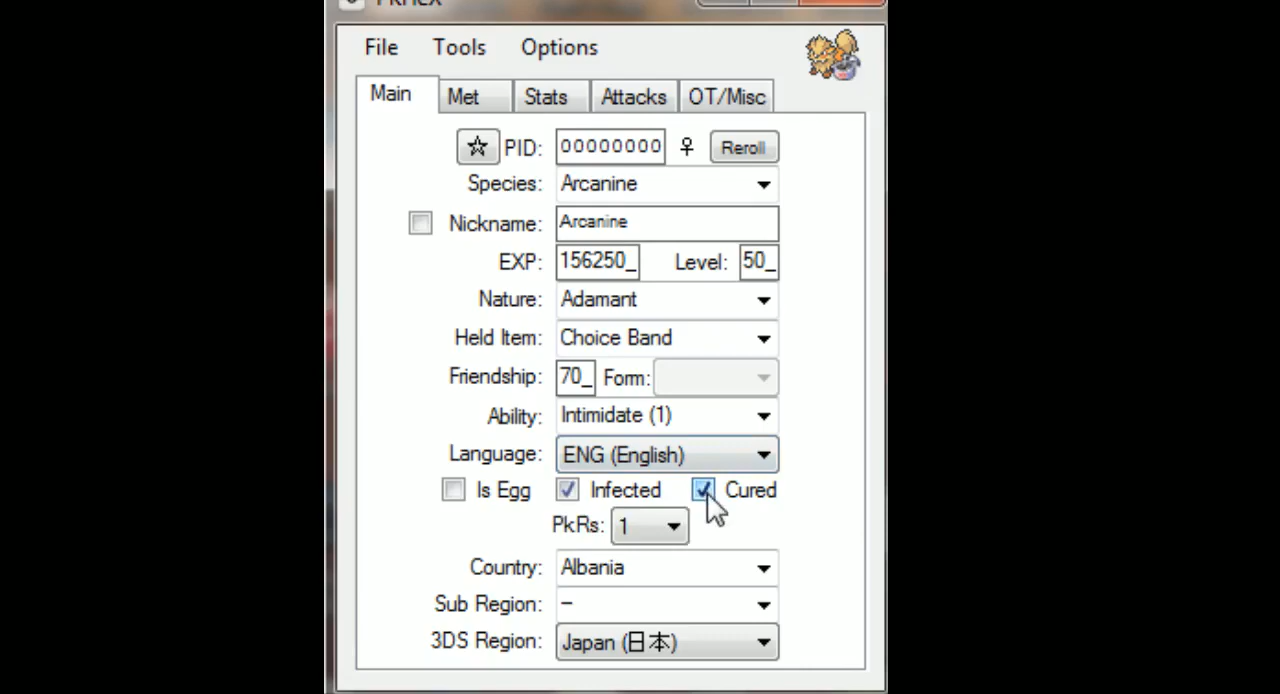 PKHeX
File Tools Options
Main Met Stats Attacks OT/Misc
PID: 00000000 ♀ Reroll
Species: Arcanine
Nickname: Arcanine
EXP: 156250_ Level: 50_
Nature: Adamant
Held Item: Choice Band
Friendship: 70_ Form:
Ability: Intimidate (1)
Language: ENG (English)
Is Egg Infected Cured
PkRs: 1
Country: Albania
Sub Region: –
3DS Region: Japan (日本)